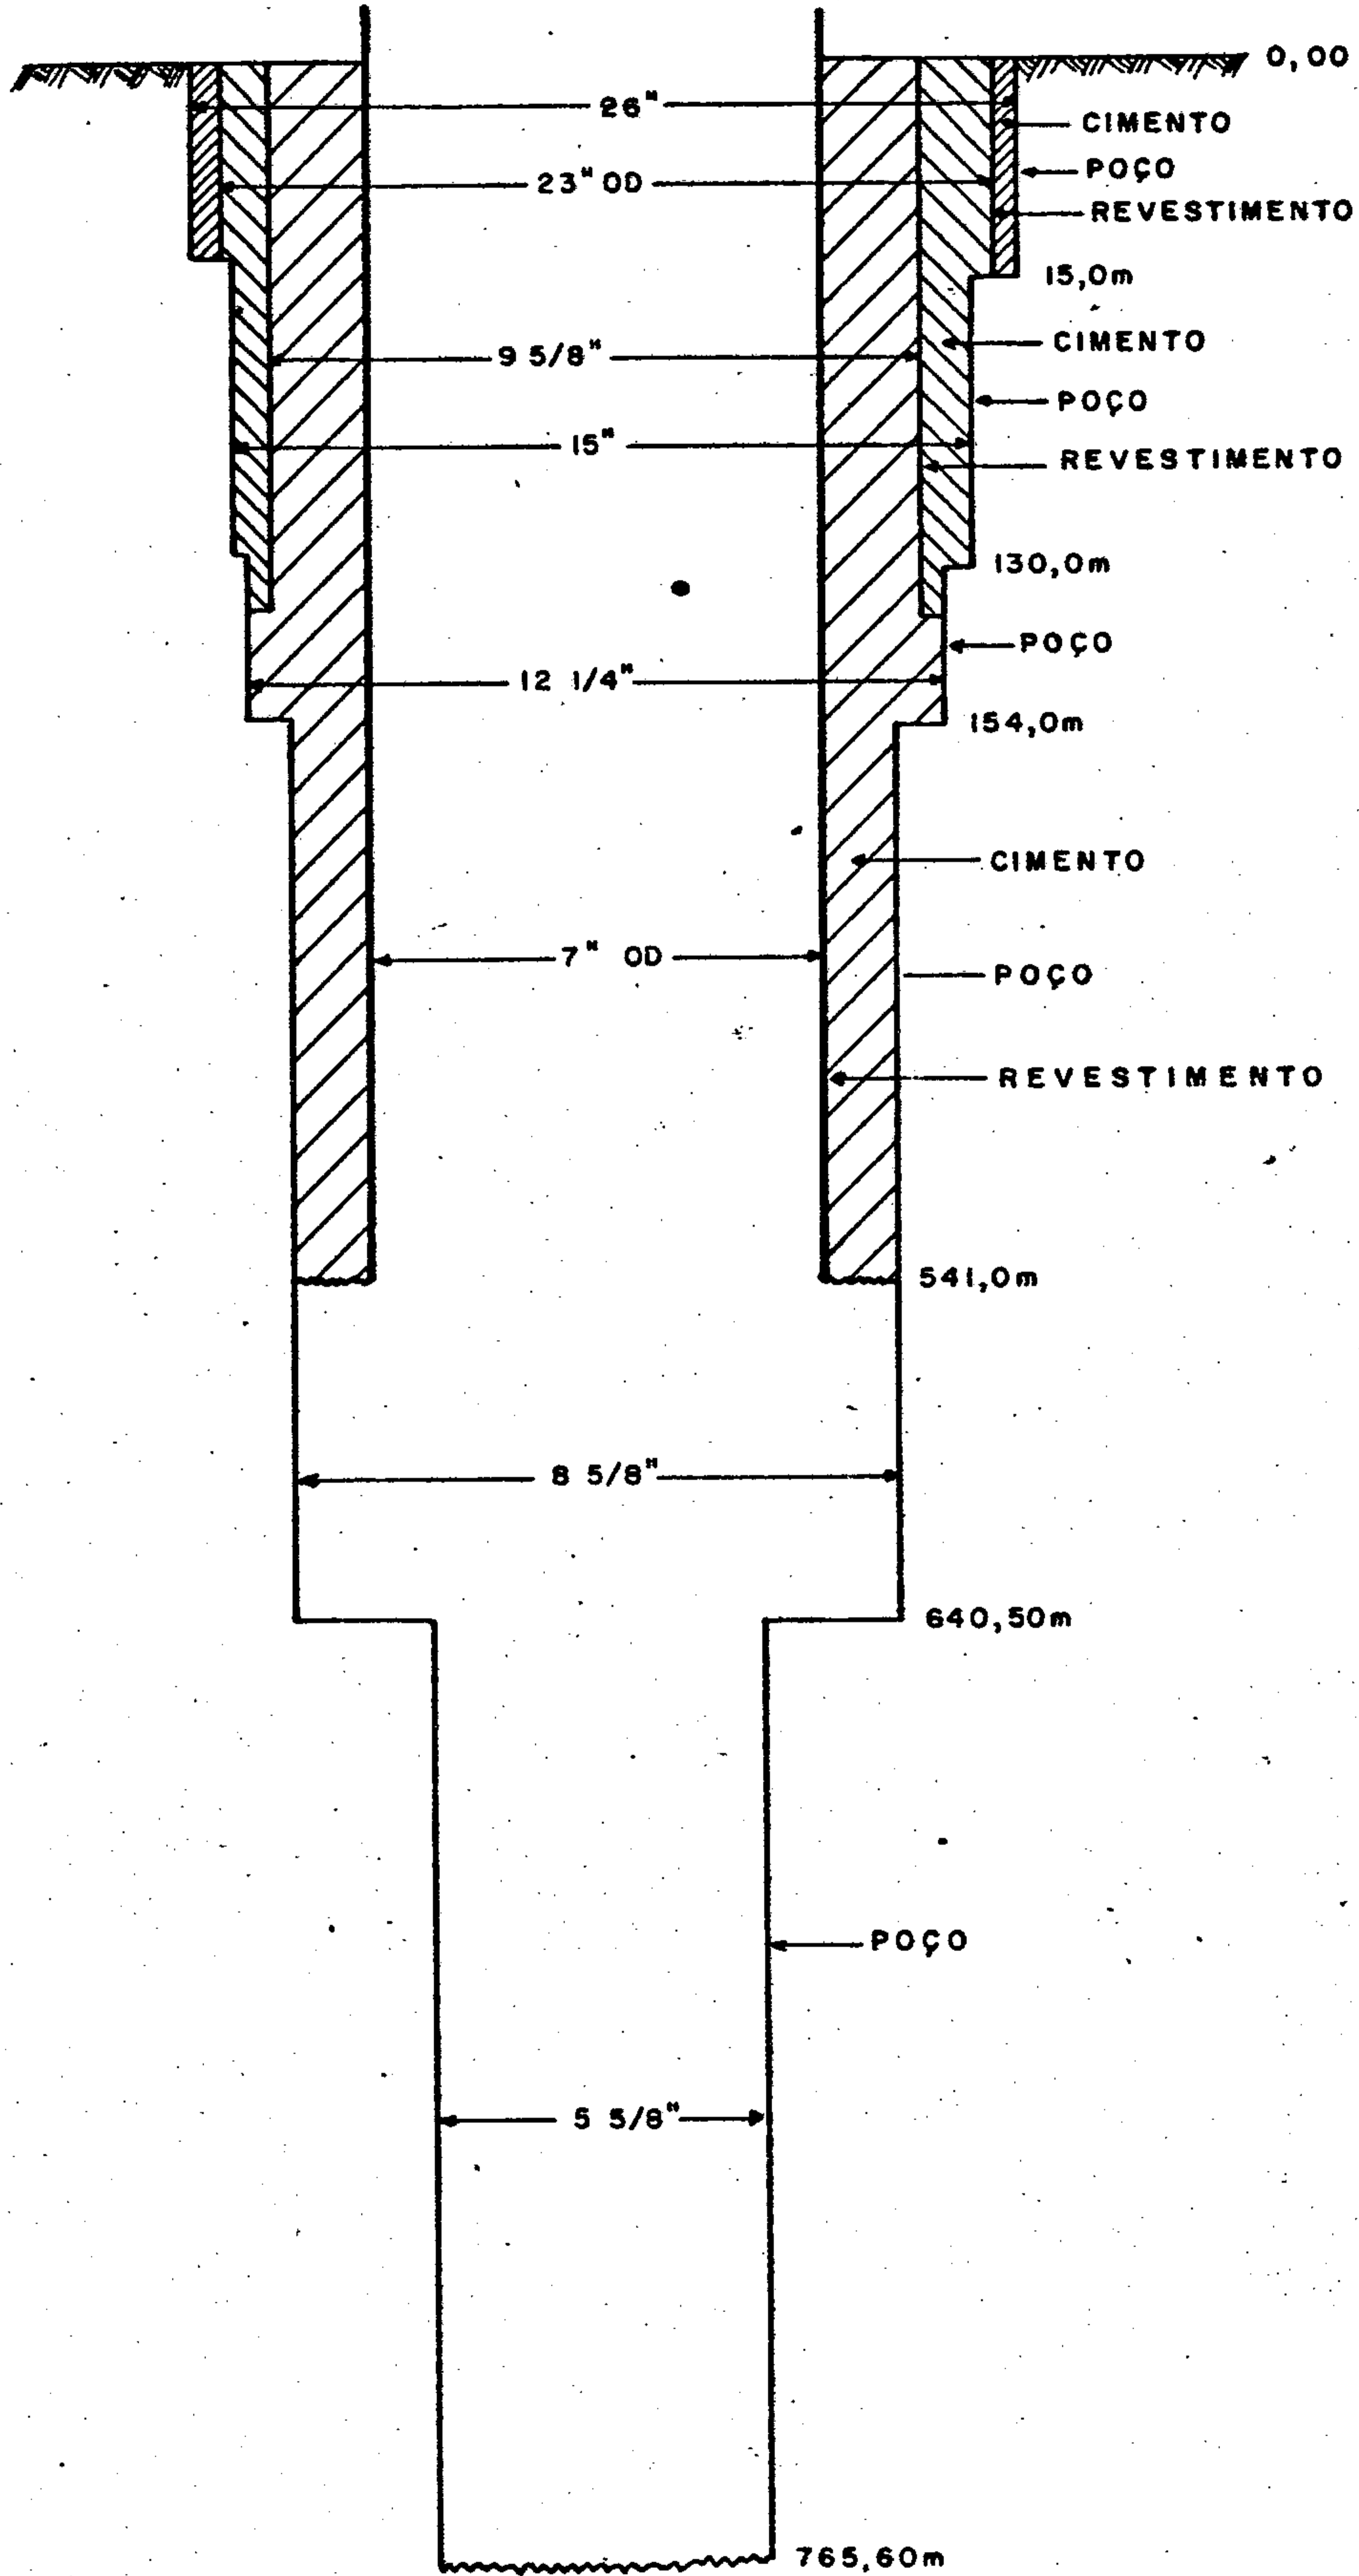 0,00
26"
CIMENTO
POÇO
23" OD
REVESTIMENTO
15,0m
CIMENTO
9 5/8"
POÇO
15"
REVESTIMENTO
130,0m
POÇO
12 1/4"
154,0m
CIMENTO
7" OD
POÇO
REVESTIMENTO
541,0m
8 5/8"
640,50m
POÇO
5 5/8"
765,60m